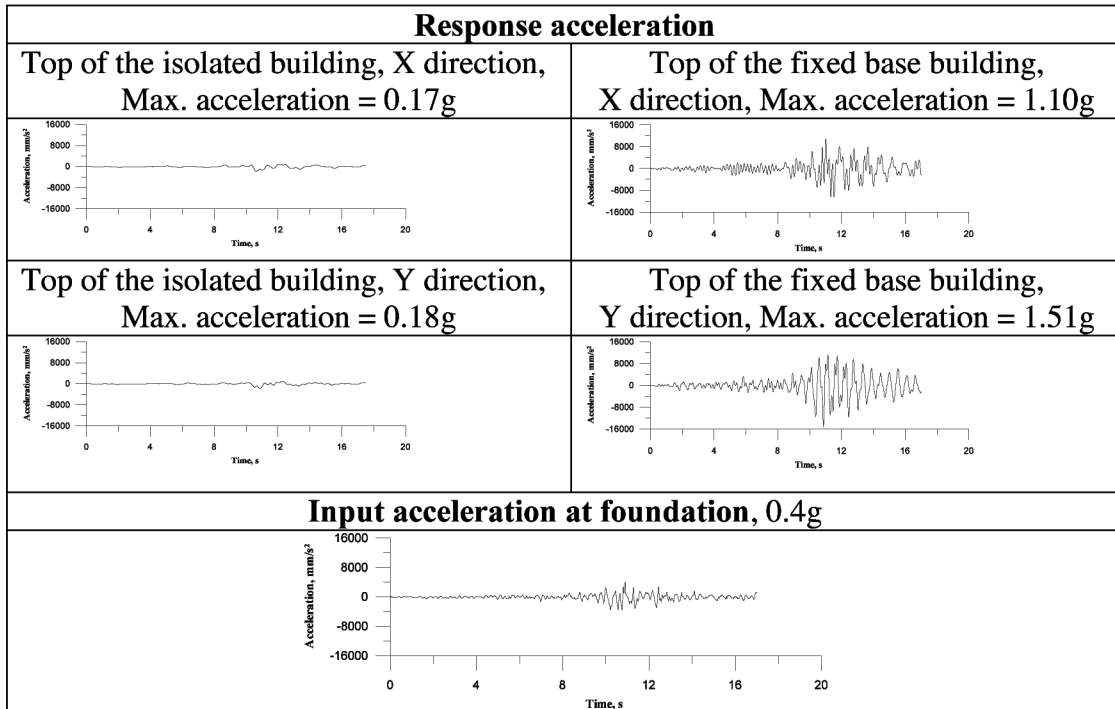 Response acceleration
Top of the isolated building, X direction,
Max. acceleration = 0.17g
Top of the fixed base building,
X direction, Max. acceleration = 1.10g
Acceleration, mm/s²
16000
8000
0
-8000
-16000
0 4 8 12 16 20
Time, s
Acceleration, mm/s²
16000
8000
0
-8000
-16000
0 4 8 12 16 20
Time, s
Top of the isolated building, Y direction,
Max. acceleration = 0.18g
Top of the fixed base building,
Y direction, Max. acceleration = 1.51g
Acceleration, mm/s²
16000
8000
0
-8000
-16000
0 4 8 12 16 20
Time, s
Acceleration, mm/s²
16000
8000
0
-8000
-16000
0 4 8 12 16 20
Time, s
Input acceleration at foundation, 0.4g
Acceleration, mm/s²
16000
8000
0
-8000
-16000
0 4 8 12 16 20
Time, s